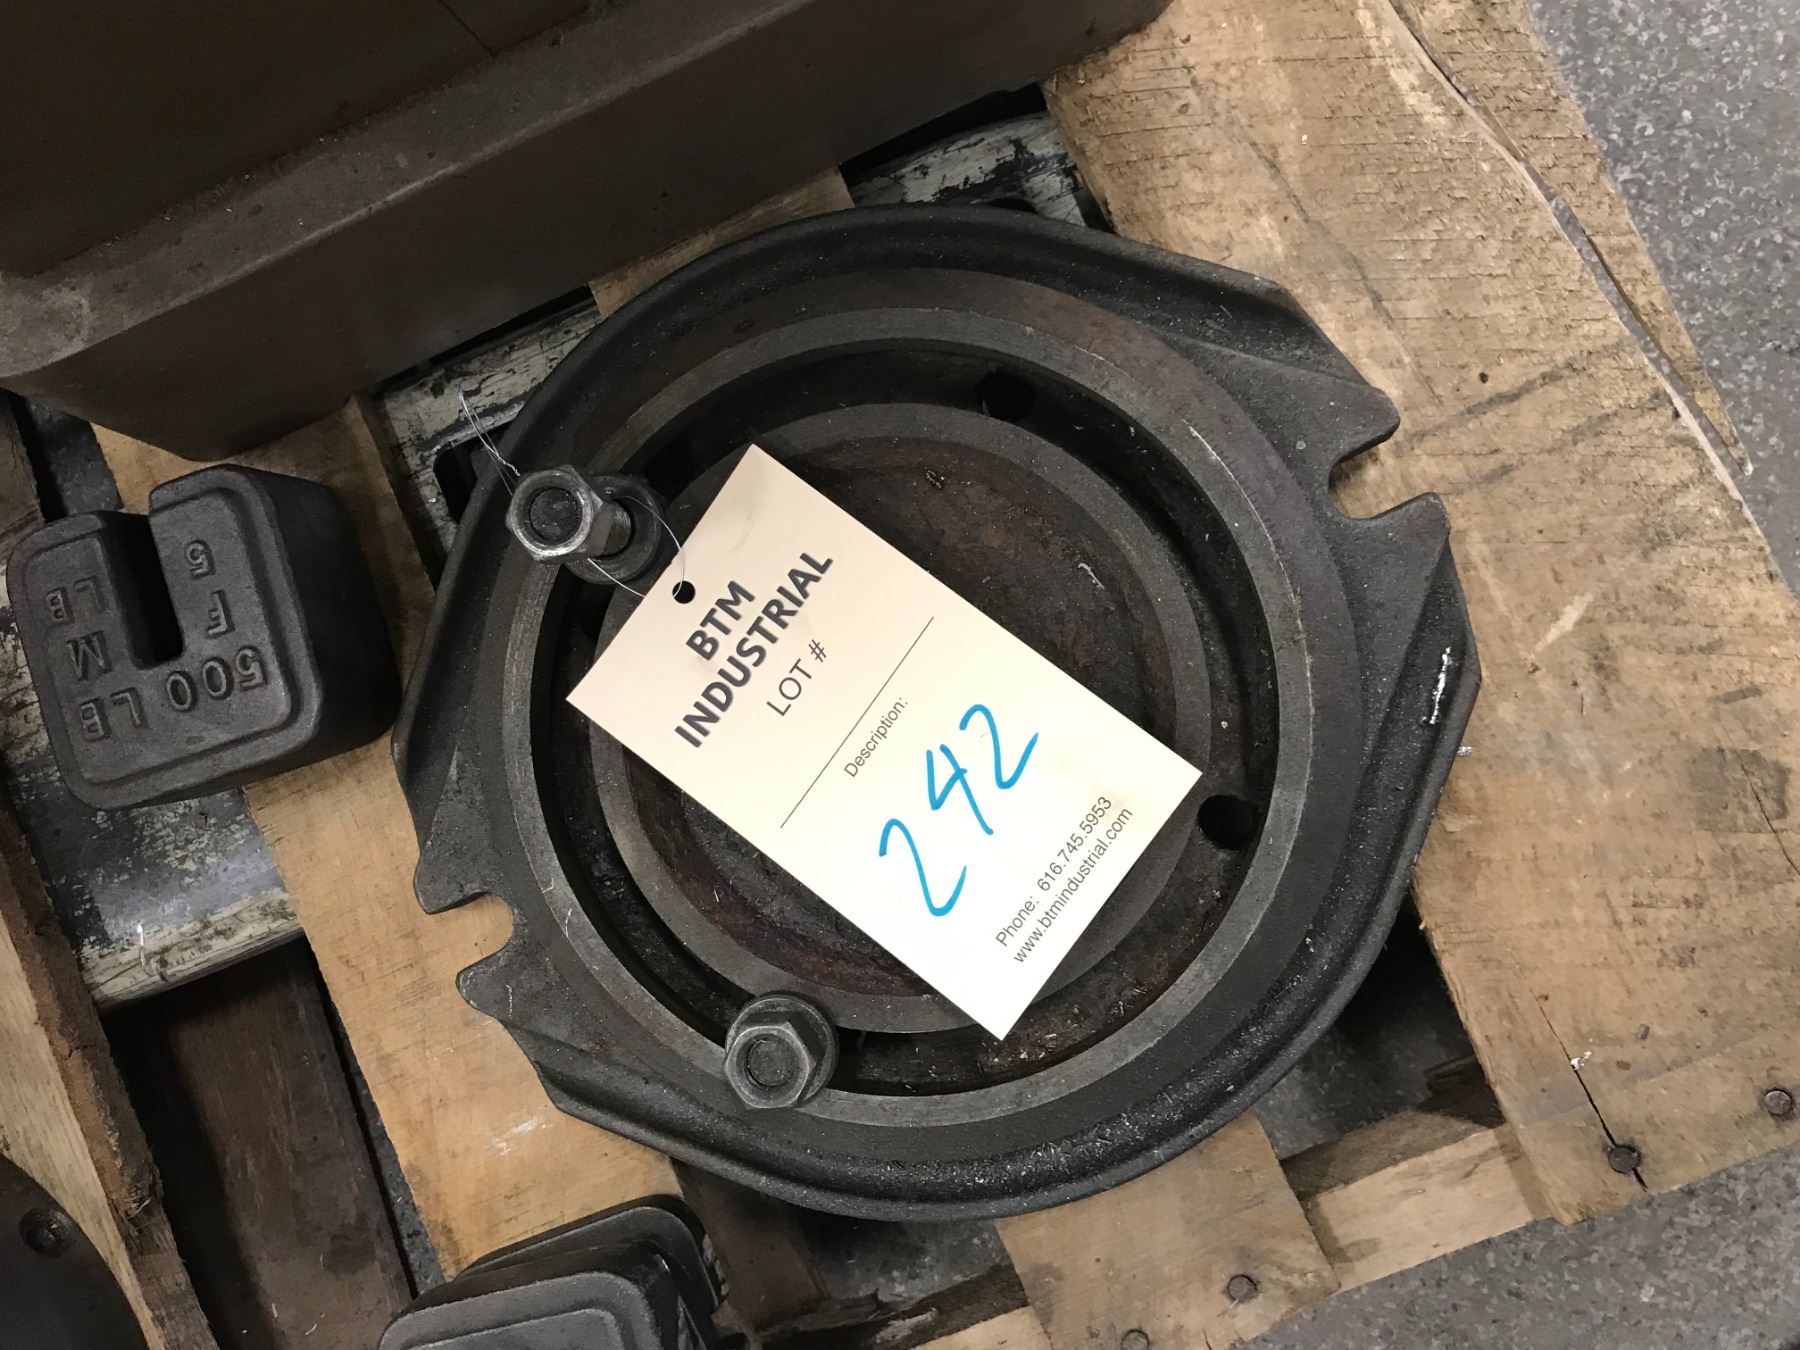 BTM
INDUSTRIAL
LOT #
Description:
242
Phone: 616.745.5953
www.btmindustrial.com
500 LB
5 F
M
LB